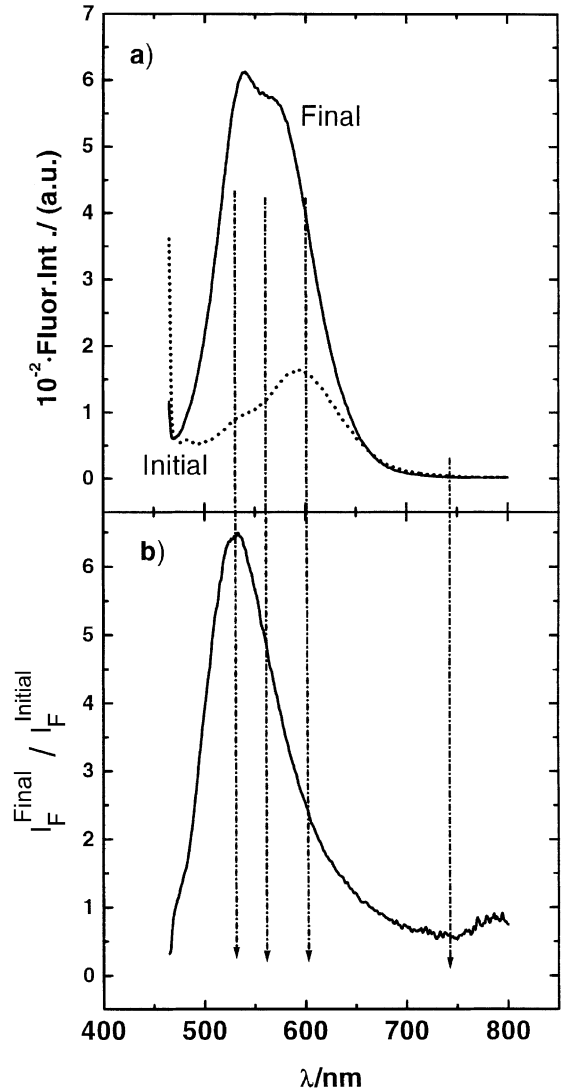 7
a)
6
Final
5
4
3
2
1
Initial
0
10⁻²·Fluor.Int ./ (a.u.)
b)
6
5
4
3
2
1
0
I_F^Final / I_F^Initial
400 500 600 700 800
λ/nm